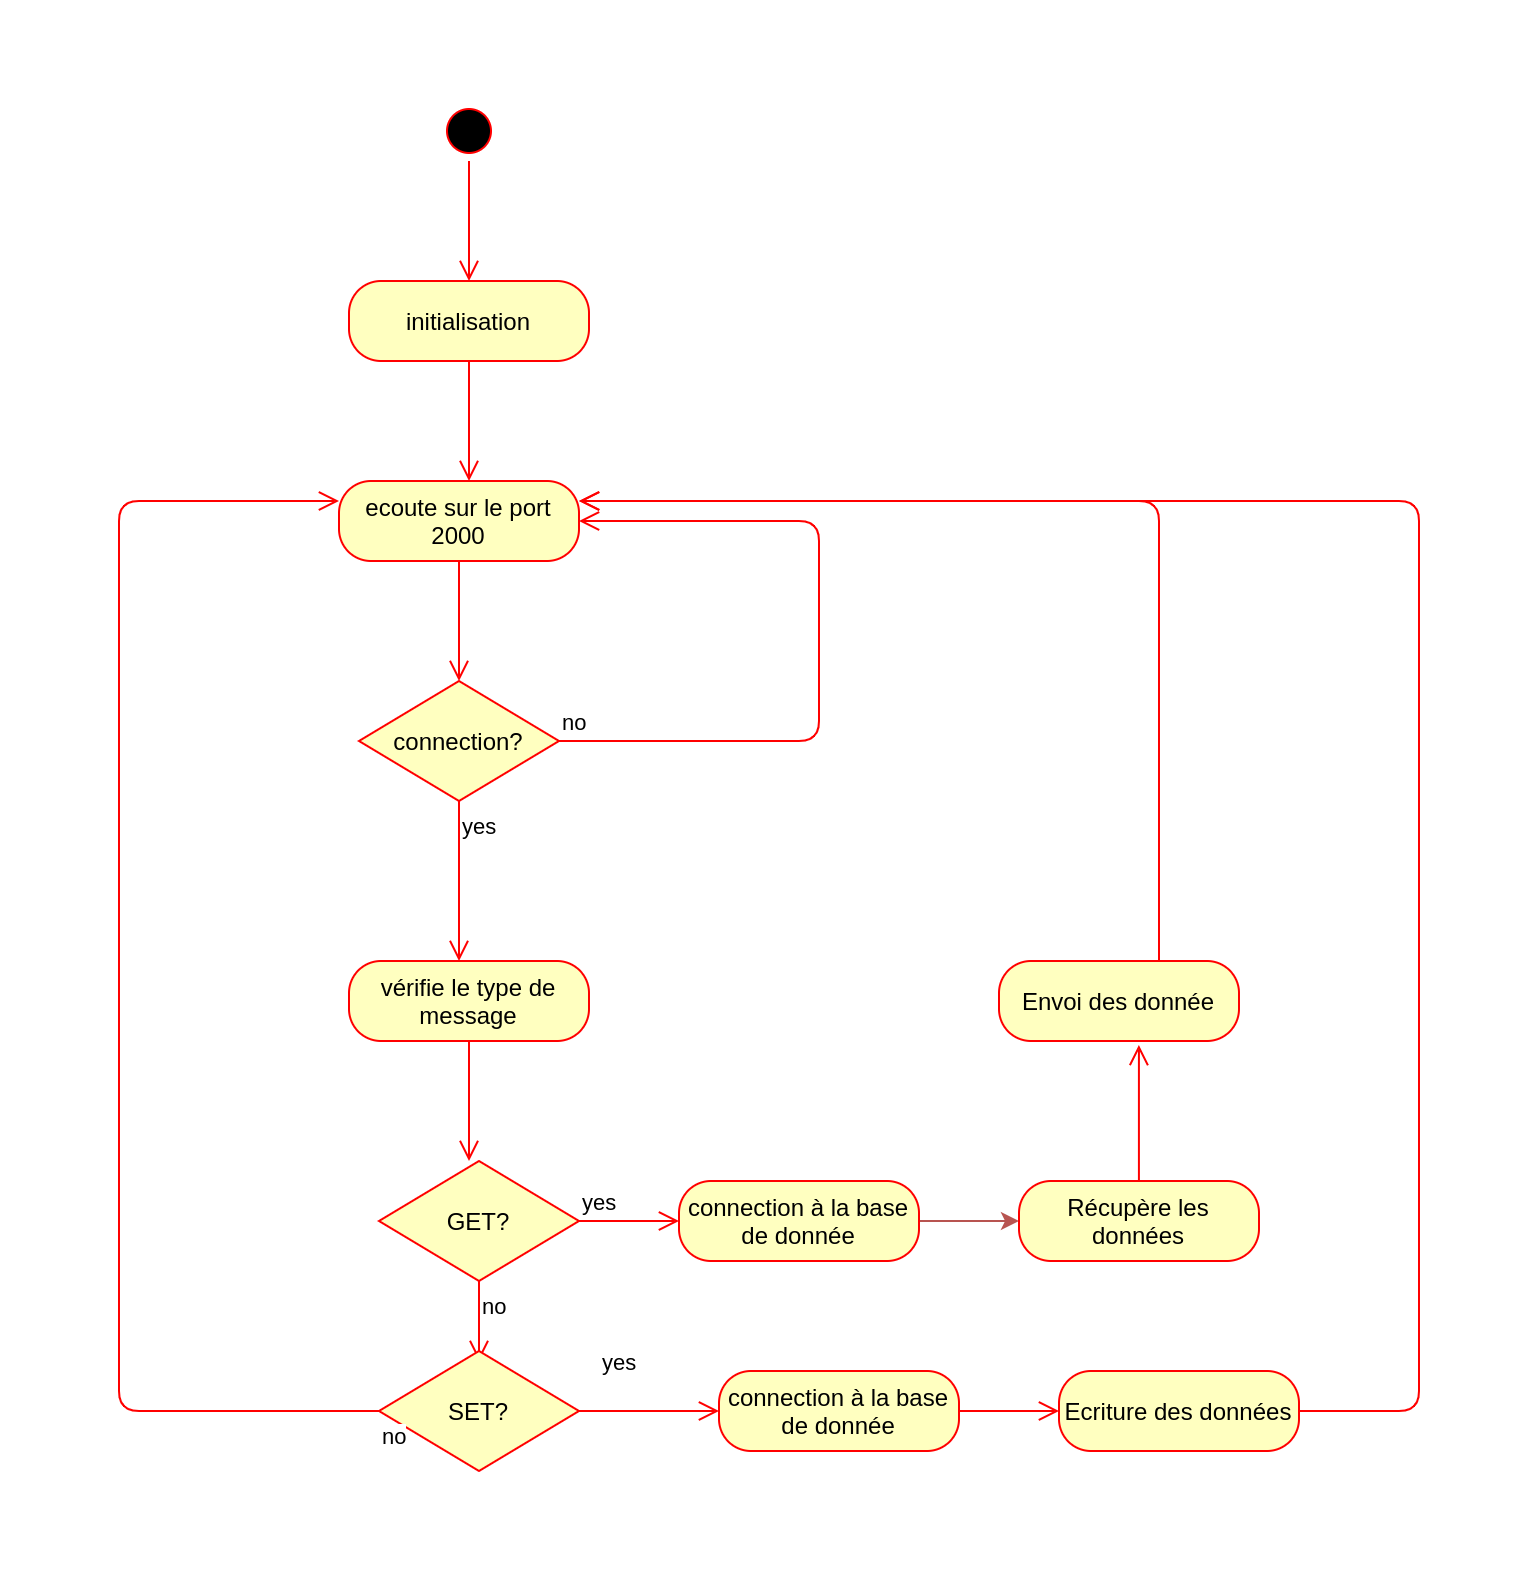 initialisation
ecoute sur le port
2000
connection?
no
yes
vérifie le type de
message
Envoi des donnée
GET?
yes
connection à la base
de donnée
Récupère les
données
no
SET?
yes
connection à la base
de donnée
Ecriture des données
no